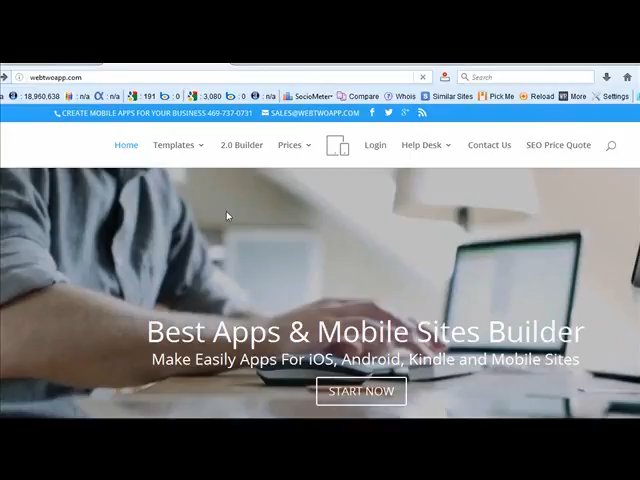 webtwoapp.com
Search
: 18,960,638 : n/a : n/a : 191 : 0 : n/a : 3,080 : 0 : n/a SocioMeter Compare Whois Similar Sites Pick Me Reload More Settings
CREATE MOBILE APPS FOR YOUR BUSINESS 469-737-0731 SALES@WEBTWOAPP.COM
Home Templates 2.0 Builder Prices Login Help Desk Contact Us SEO Price Quote
Best Apps & Mobile Sites Builder
Make Easily Apps For iOS, Android, Kindle and Mobile Sites
START NOW